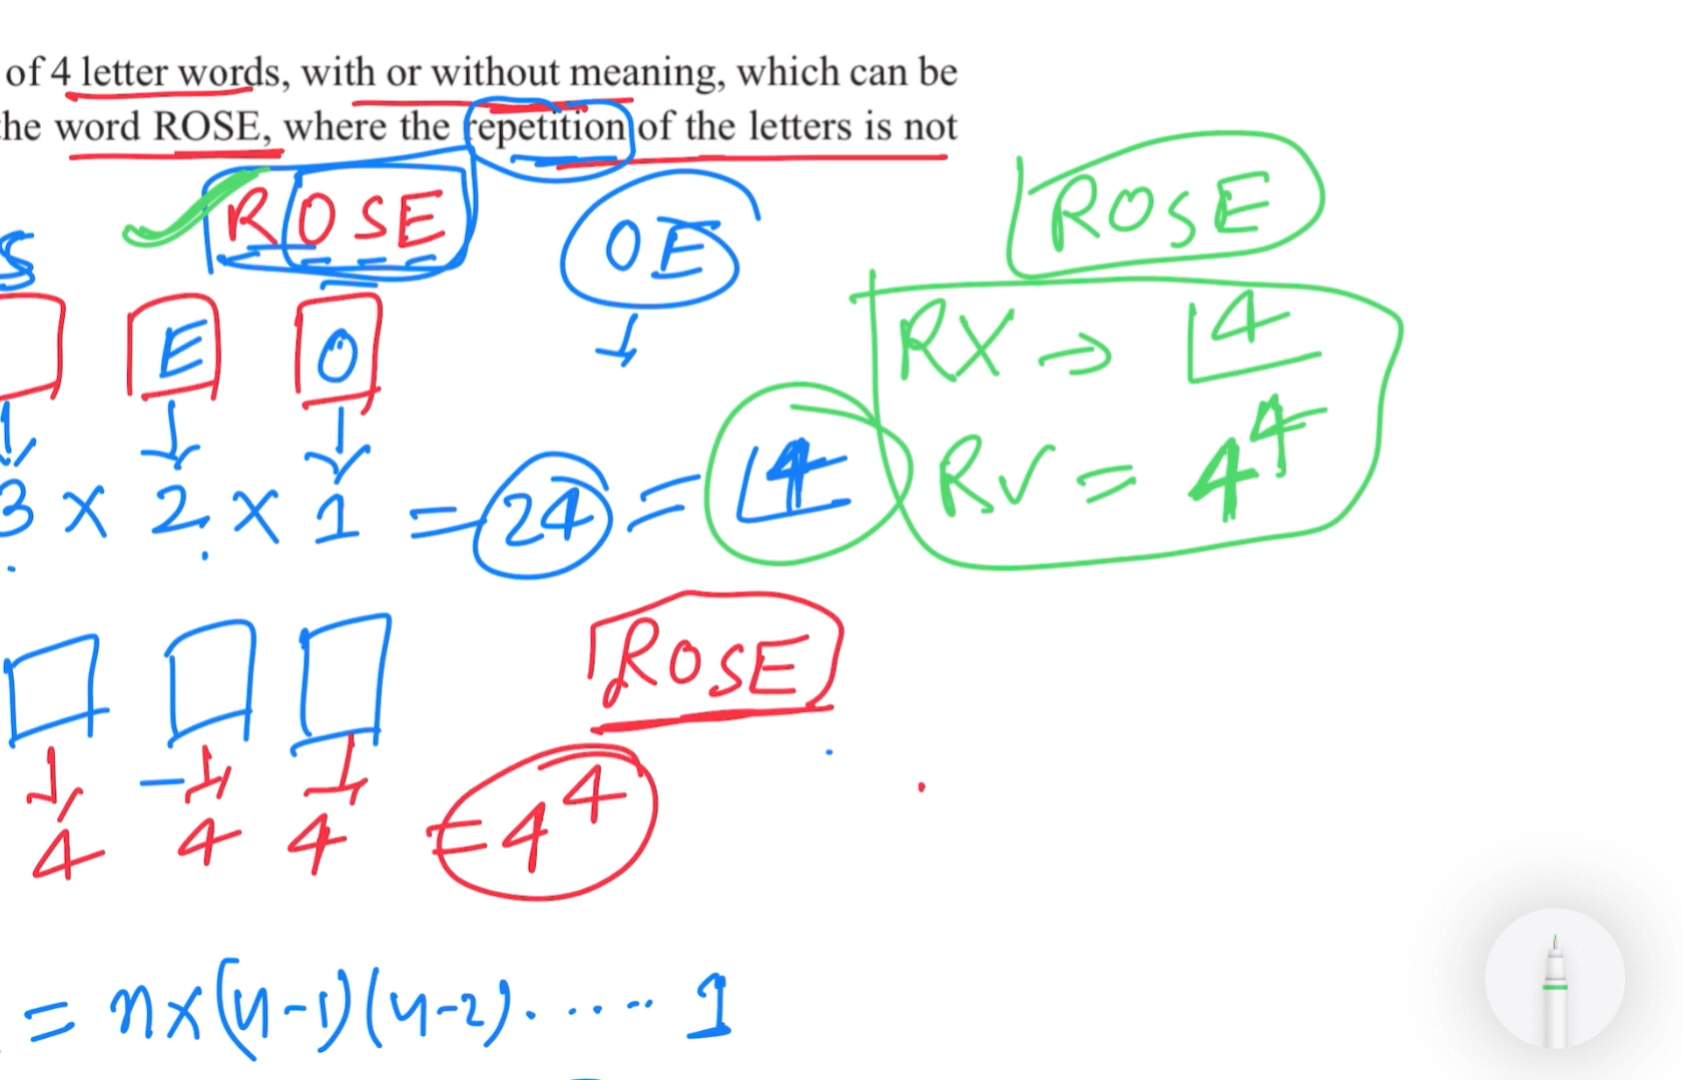 of 4 letter words, with or without meaning, which can be
he word ROSE, where the repetition of the letters is not
ROSE
OE
ROSE
S
E O
RX → ⌊4
RV = 4⁴
3 × 2 × 1 = 24 = ⌊4
ROSE
4 4 4 = 4⁴
= n×(n-1)(n-2)...... 1